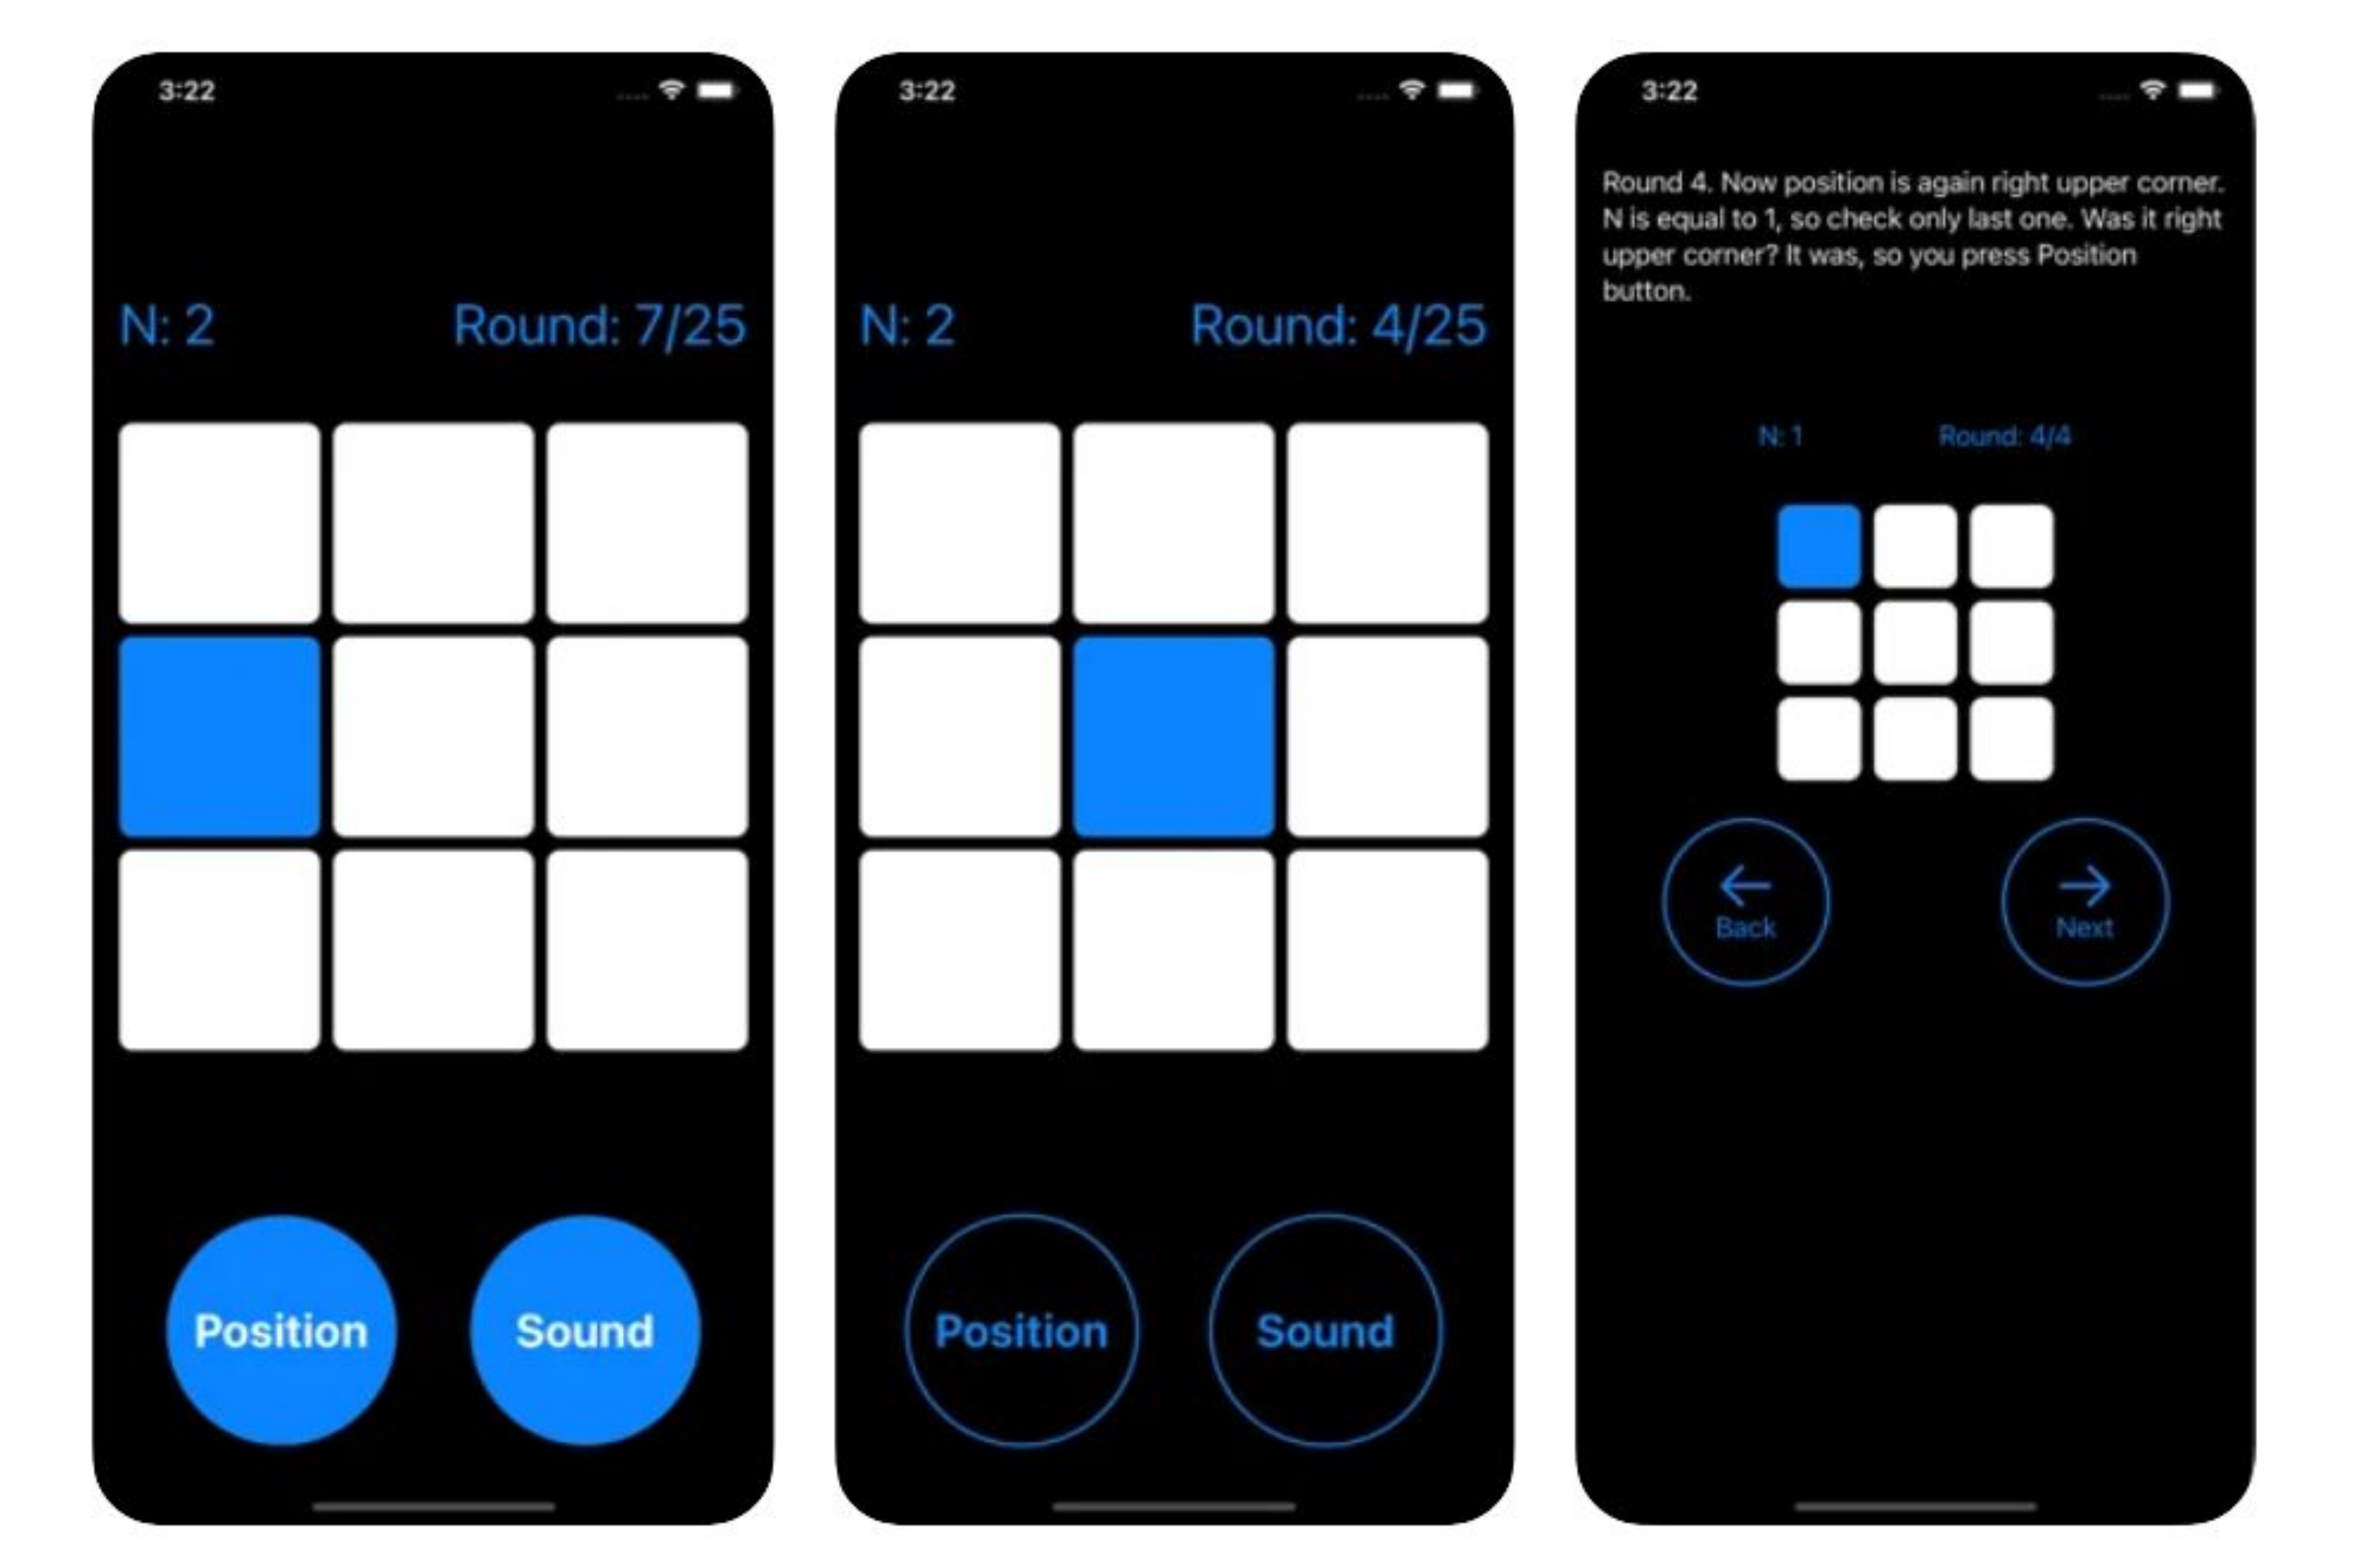 3:22
N: 2
Round: 7/25
Position
Sound
3:22
N: 2
Round: 4/25
Position
Sound
3:22
Round 4. Now position is again right upper corner.
N is equal to 1, so check only last one. Was it right
upper corner? It was, so you press Position
button.
N: 1
Round: 4/4
Back
Next